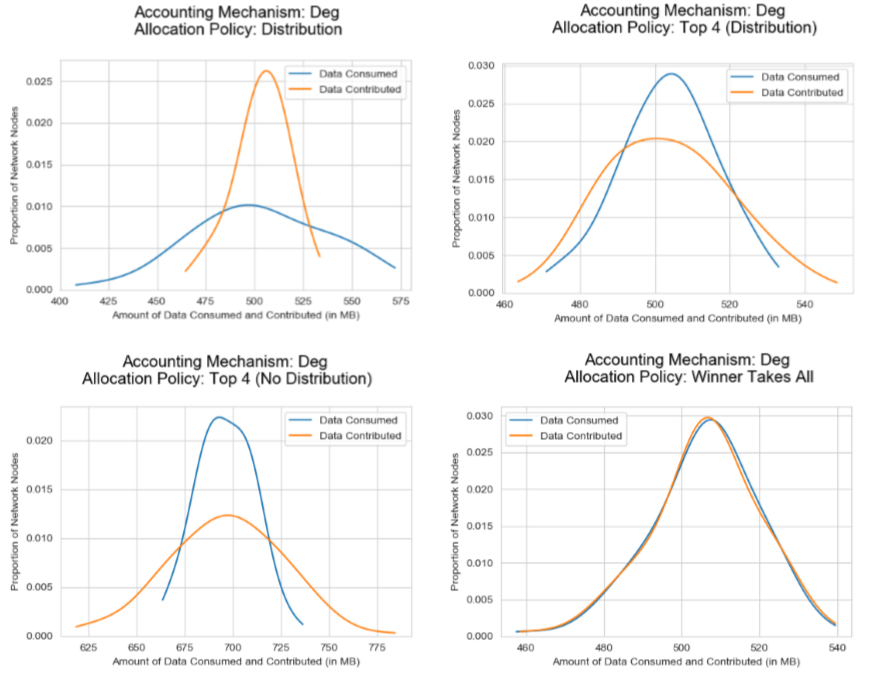 Accounting Mechanism: Deg
Allocation Policy: Distribution
Proportion of Network Nodes
0.025
0.020
0.015
0.010
0.005
0.000
Data Consumed
Data Contributed
400 425 450 475 500 525 550 575
Amount of Data Consumed and Contributed (in MB)
Accounting Mechanism: Deg
Allocation Policy: Top 4 (Distribution)
Proportion of Network Nodes
0.030
0.025
0.020
0.015
0.010
0.005
0.000
Data Consumed
Data Contributed
460 480 500 520 540
Amount of Data Consumed and Contributed (in MB)
Accounting Mechanism: Deg
Allocation Policy: Top 4 (No Distribution)
Proportion of Network Nodes
0.020
0.015
0.010
0.005
0.000
Data Consumed
Data Contributed
625 650 675 700 725 750 775
Amount of Data Consumed and Contributed (in MB)
Accounting Mechanism: Deg
Allocation Policy: Winner Takes All
Proportion of Network Nodes
0.030
0.025
0.020
0.015
0.010
0.005
0.000
Data Consumed
Data Contributed
460 480 500 520 540
Amount of Data Consumed and Contributed (in MB)